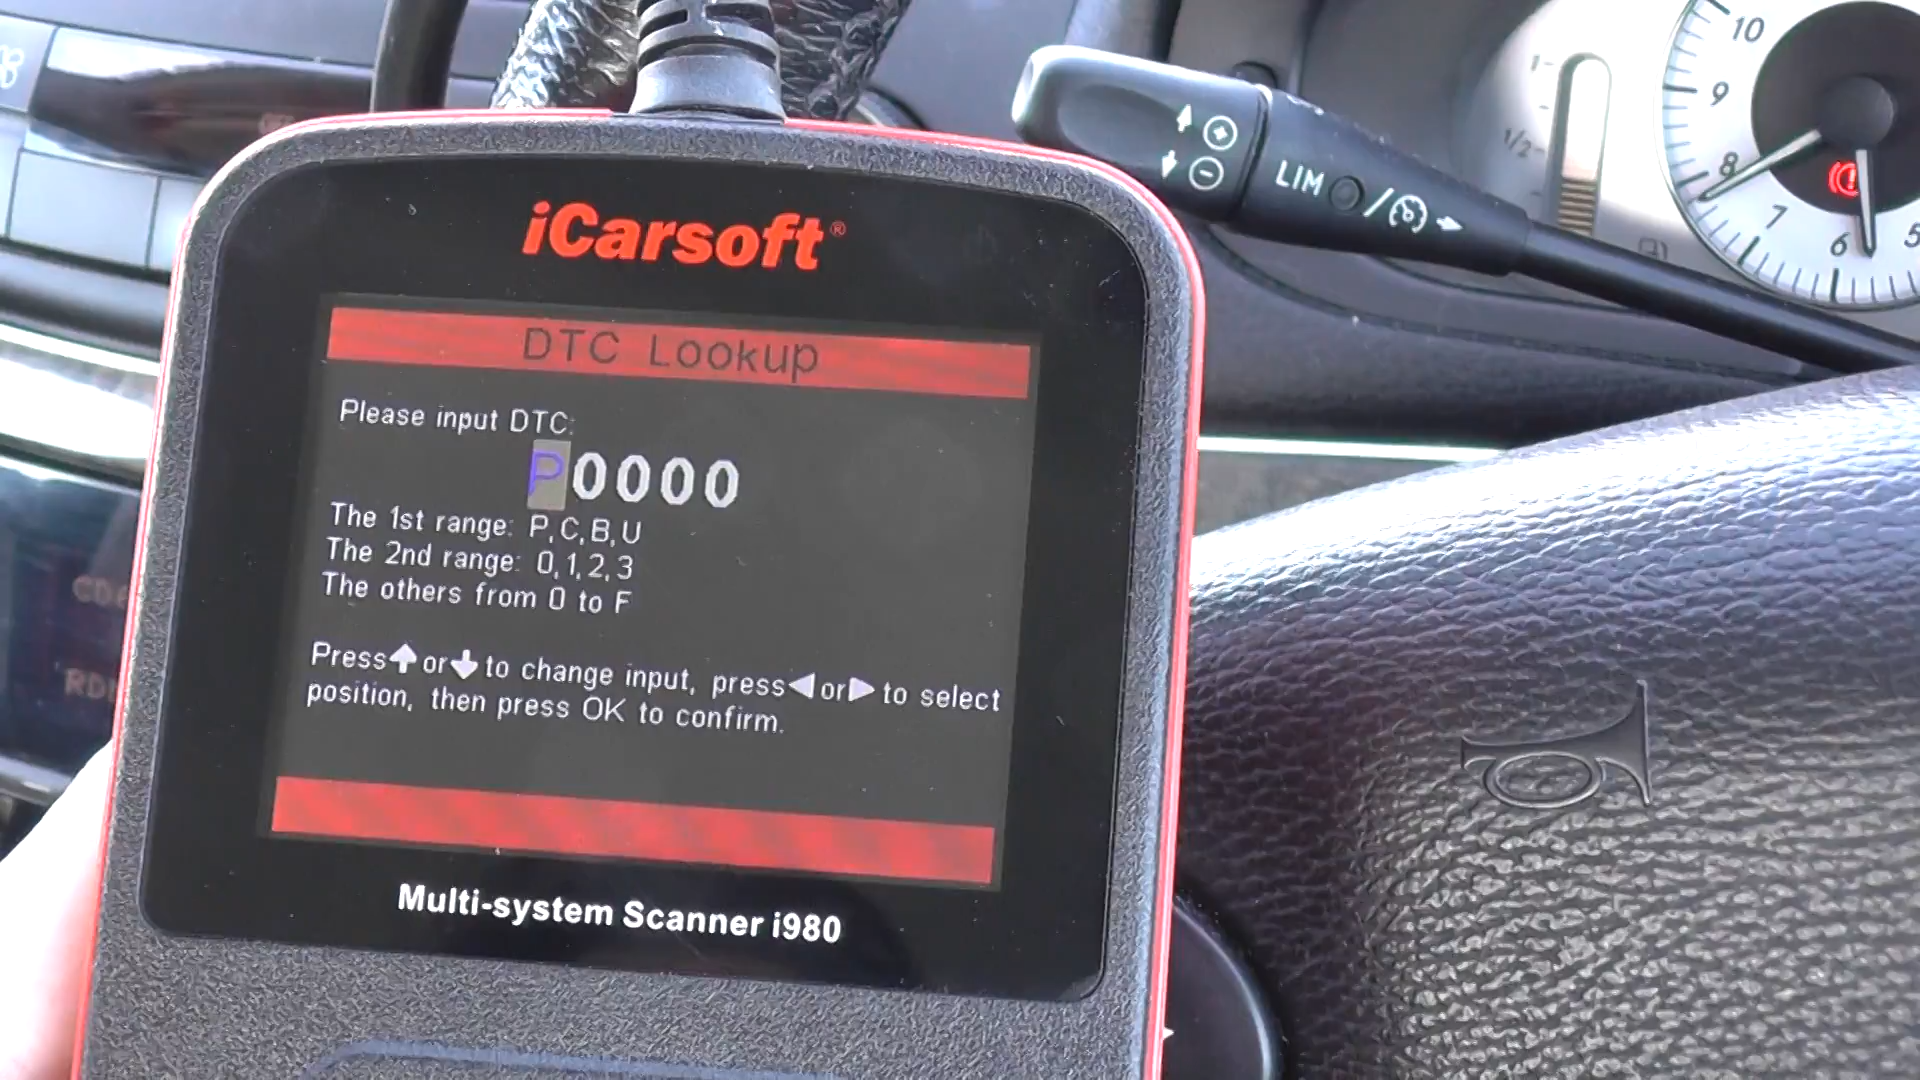 iCarsoft®
DTC Lookup
Please input DTC:
P0000
The 1st range: P,C,B,U
The 2nd range: 0,1,2,3
The others from 0 to F
Press or to change input, press or to select
position, then press OK to confirm.
Multi-system Scanner i980
LIM
1/2
10
9
8
7
6
5